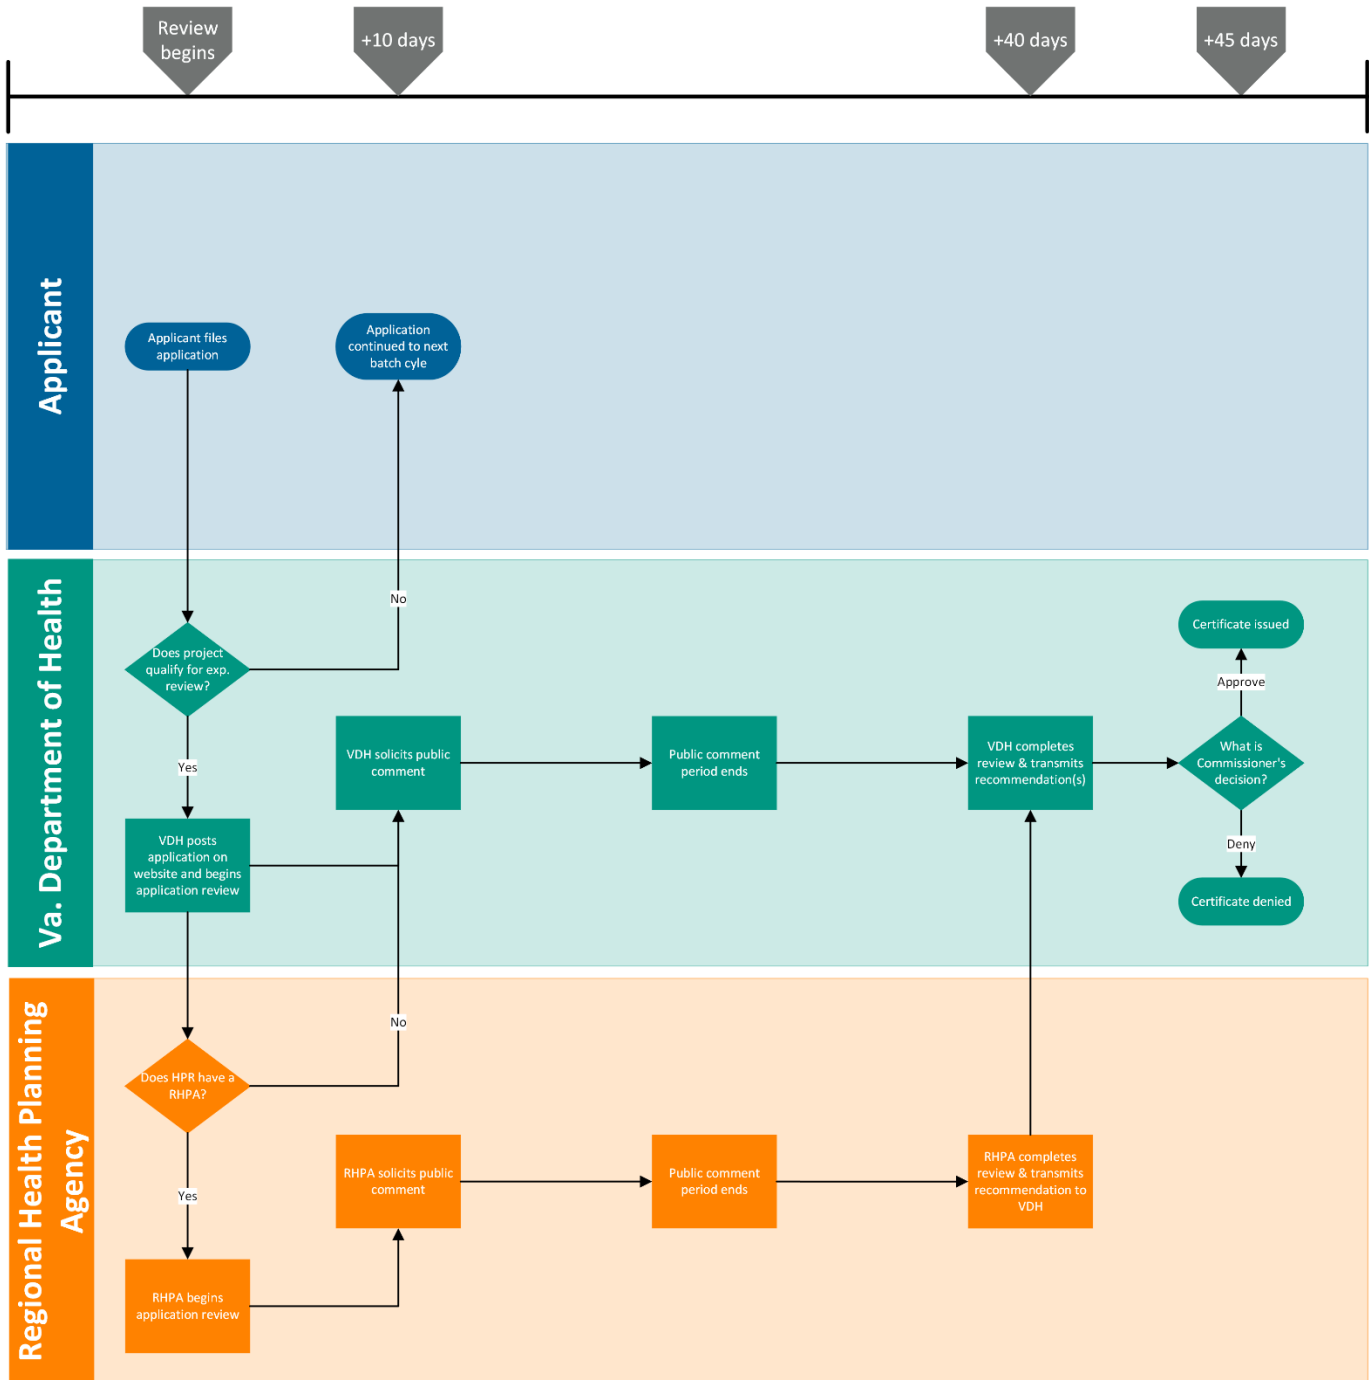 Review
begins
+10 days
+40 days
+45 days
Applicant
Applicant files
application
Application
continued to next
batch cyle
Va. Department of Health
Does project
qualify for exp.
review?
No
Yes
VDH posts
application on
website and begins
application review
VDH solicits public
comment
Public comment
period ends
VDH completes
review & transmits
recommendation(s)
What is
Commissioner's
decision?
Approve
Certificate issued
Deny
Certificate denied
Regional Health Planning
Agency
Does HPR have a
RHPA?
No
Yes
RHPA begins
application review
RHPA solicits public
comment
Public comment
period ends
RHPA completes
review & transmits
recommendation to
VDH